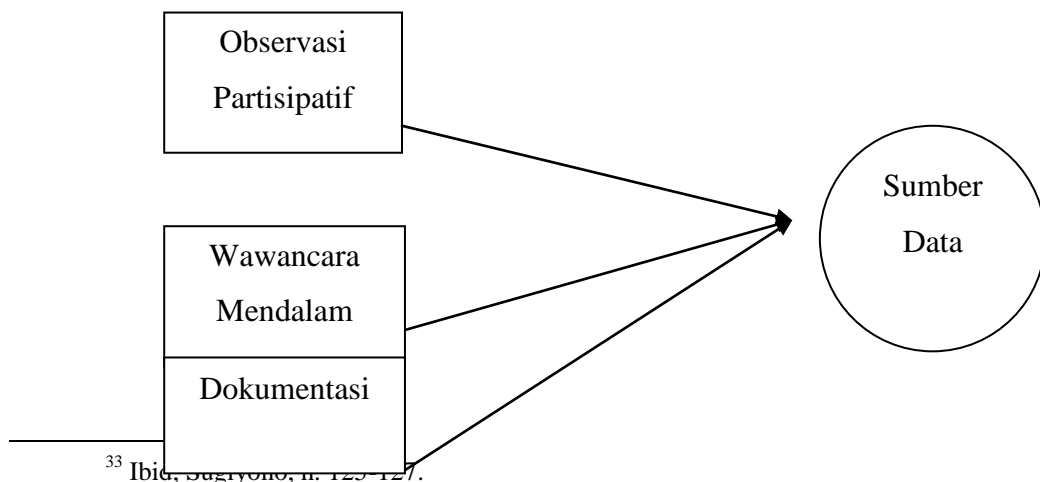 Observasi
Partisipatif
Sumber
Data
Wawancara
Mendalam
Dokumentasi
33 Ibid, Sugiyono, h. 125-127.